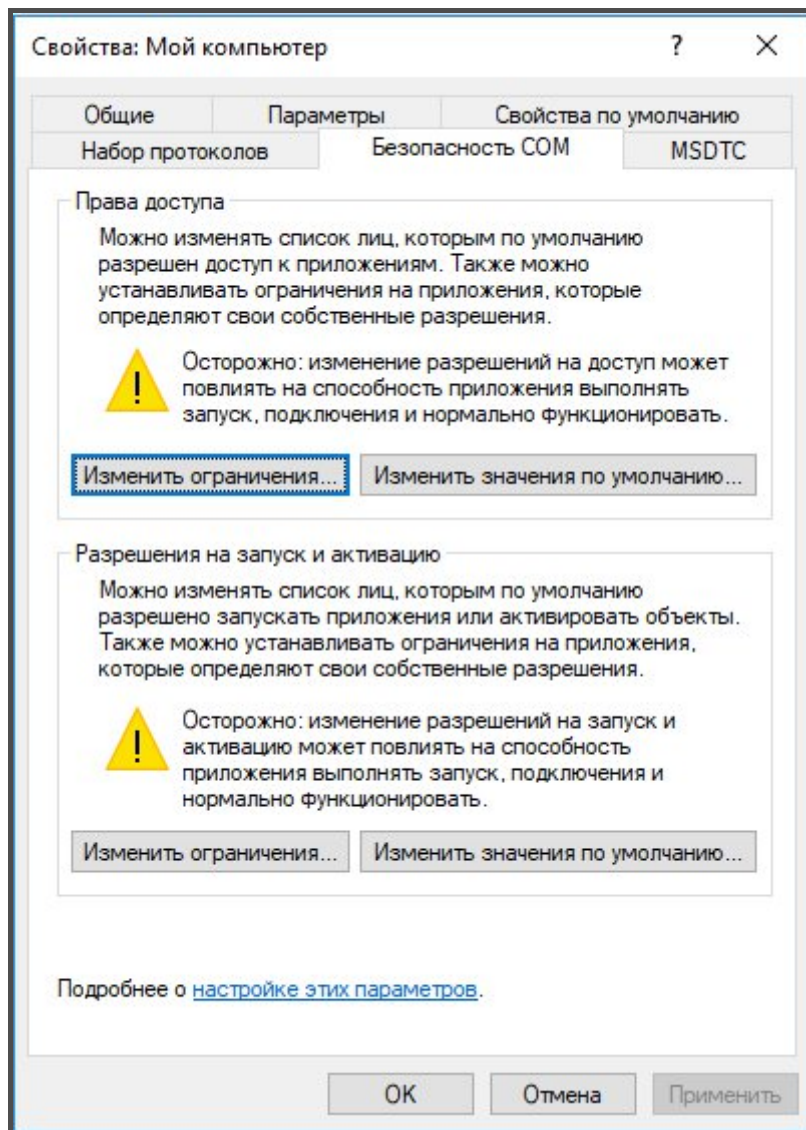 Свойства: Мой компьютер ? ×
Общие Параметры Свойства по умолчанию
Набор протоколов Безопасность COM MSDTC
Права доступа
Можно изменять список лиц, которым по умолчанию
разрешен доступ к приложениям. Также можно
устанавливать ограничения на приложения, которые
определяют свои собственные разрешения.
Осторожно: изменение разрешений на доступ может
повлиять на способность приложения выполнять
запуск, подключения и нормально функционировать.
Изменить ограничения... Изменить значения по умолчанию...
Разрешения на запуск и активацию
Можно изменять список лиц, которым по умолчанию
разрешено запускать приложения или активировать объекты.
Также можно устанавливать ограничения на приложения,
которые определяют свои собственные разрешения.
Осторожно: изменение разрешений на запуск и
активацию может повлиять на способность
приложения выполнять запуск, подключения и
нормально функционировать.
Изменить ограничения... Изменить значения по умолчанию...
Подробнее о настройке этих параметров.
OK Отмена Применить